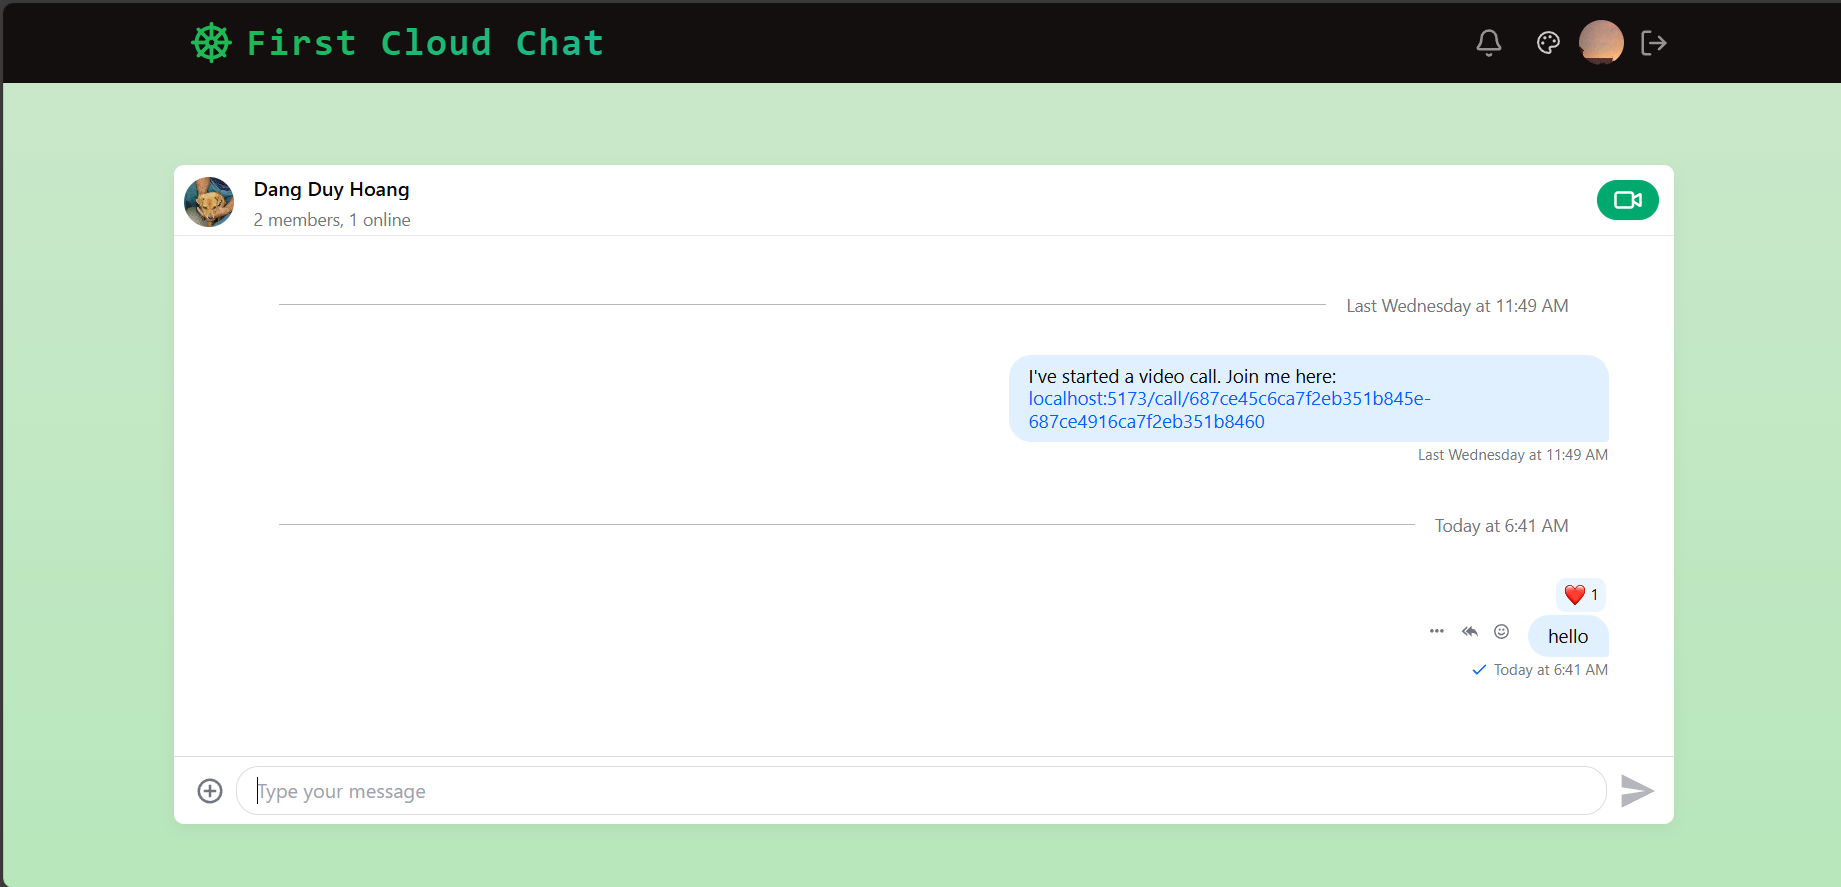 First Cloud Chat
Dang Duy Hoang
2 members, 1 online
Last Wednesday at 11:49 AM
I've started a video call. Join me here:
localhost:5173/call/687ce45c6ca7f2eb351b845e-
687ce4916ca7f2eb351b8460
Last Wednesday at 11:49 AM
Today at 6:41 AM
❤️ 1
hello
Today at 6:41 AM
Type your message